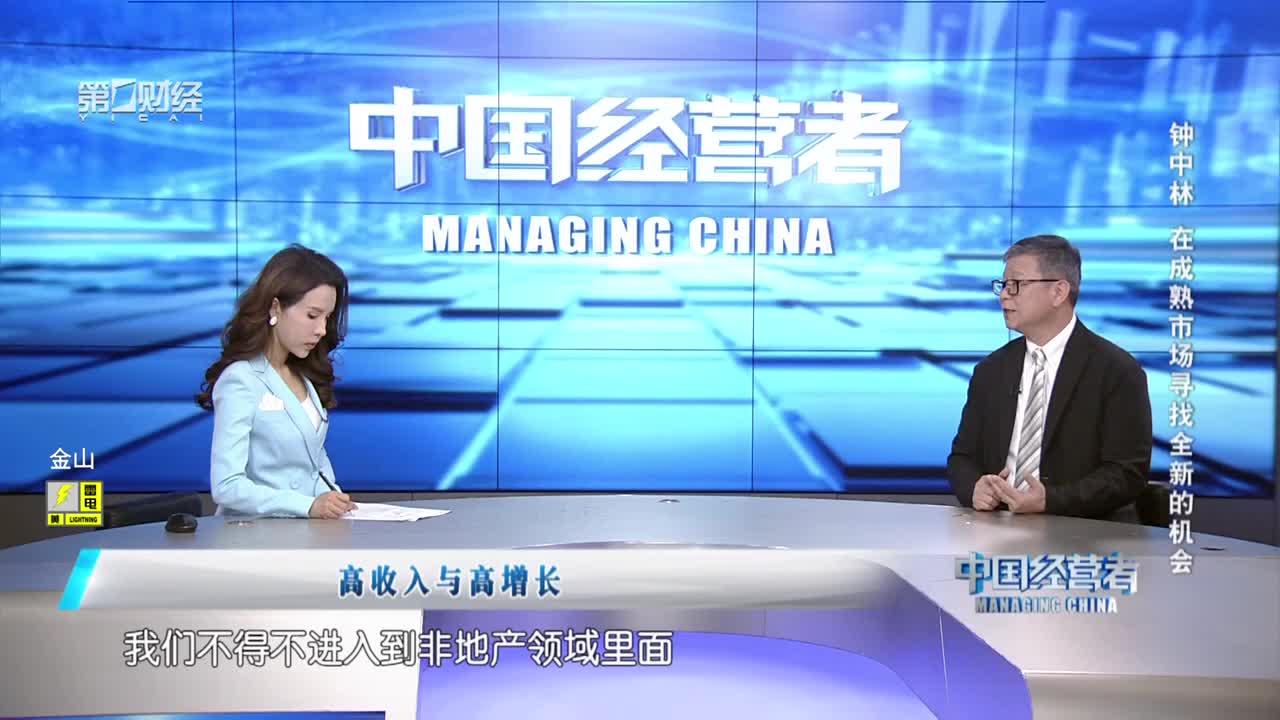 第一财经
YICAI
中国经营者
MANAGING CHINA
钟中林 在成熟市场寻找全新的机会
金山
雷电
黄
LIGHTNING
中国经营者
MANAGING CHINA
高收入与高增长
我们不得不进入到非地产领域里面